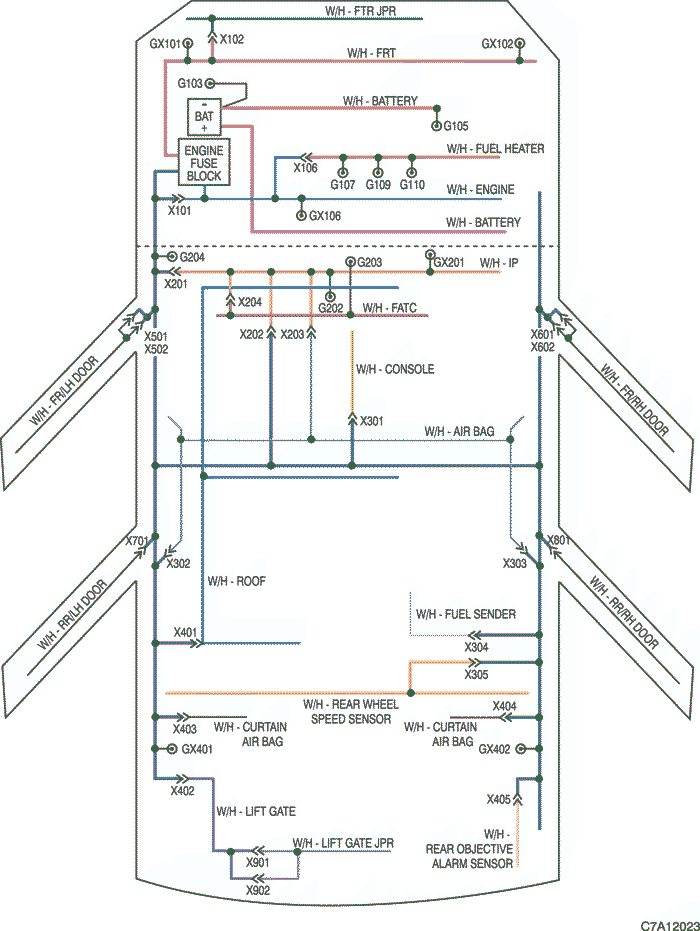 W/H - FTR JPR
GX101
X102
GX102
W/H - FRT
G103
W/H - BATTERY
-
BAT
+
G105
ENGINE
FUSE
BLOCK
W/H - FUEL HEATER
X106
G107
G109
G110
W/H - ENGINE
X101
GX106
W/H - BATTERY
G204
G203
GX201
W/H - IP
X201
X204
G202
W/H - FATC
X202
X203
X501
X502
X601
X602
W/H - FR/LH DOOR
W/H - FR/RH DOOR
W/H - CONSOLE
X301
W/H - AIR BAG
X701
X302
X303
X801
W/H - ROOF
W/H - RR/LH DOOR
W/H - RR/RH DOOR
W/H - FUEL SENDER
X401
X304
X305
W/H - REAR WHEEL
SPEED SENSOR
X404
X403
W/H - CURTAIN
AIR BAG
W/H - CURTAIN
AIR BAG
GX401
GX402
X402
X405
W/H - LIFT GATE
W/H - LIFT GATE JPR
W/H -
REAR OBJECTIVE
ALARM SENSOR
X901
X902
C7A12023